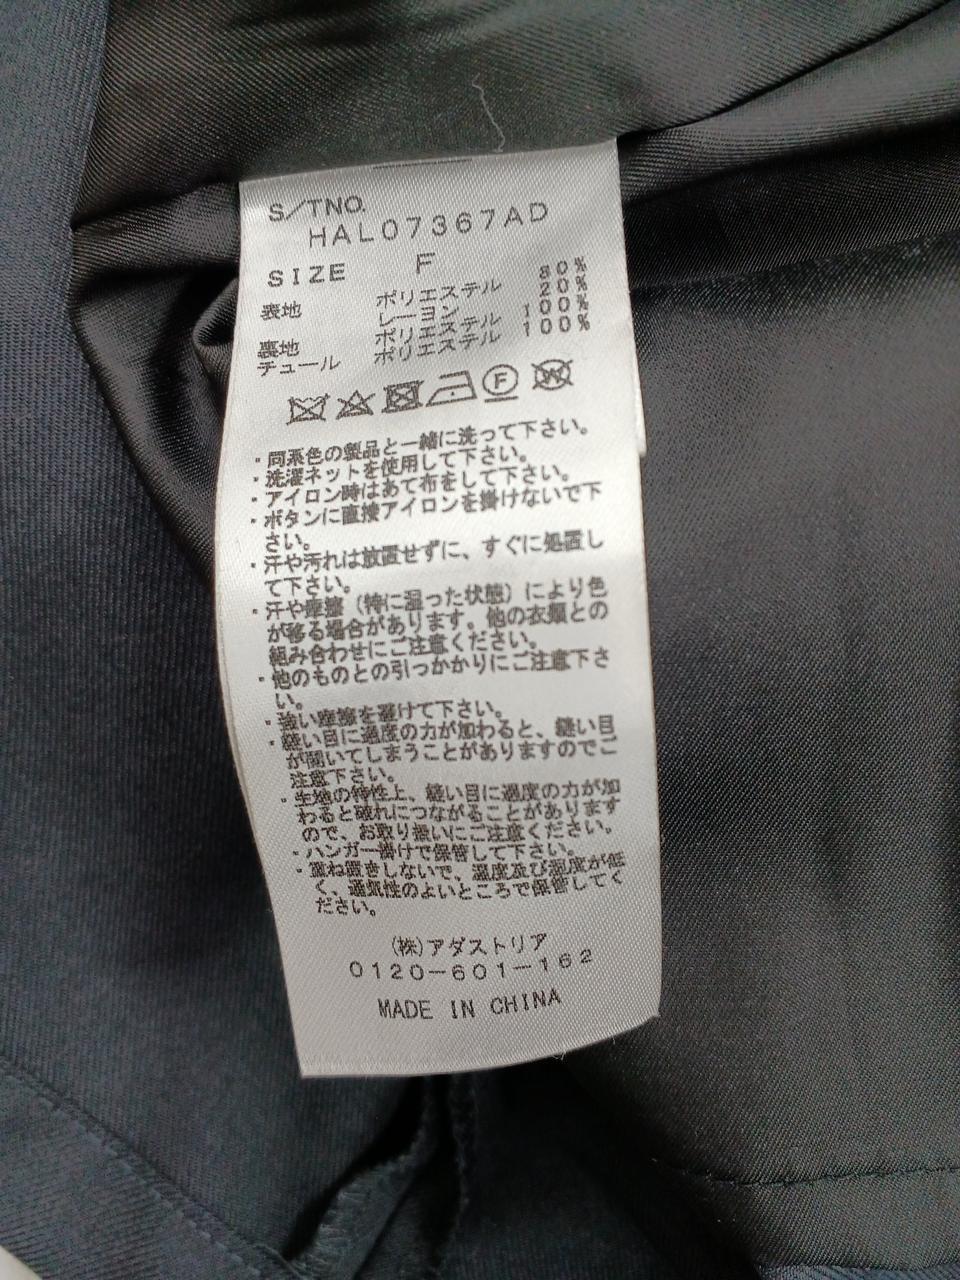 S/TNO.
HAL07367AD
SIZE F
表地 ポリエステル 80%
レーヨン 20%
裏地 ポリエステル 100%
チュール ポリエステル 100%
F W
・同系色の製品と一緒に洗って下さい。
・洗濯ネットを使用して下さい。
・アイロン時はあて布をして下さい。
・ボタンに直接アイロンを掛けないで下
さい。
・汗や汚れは放置せずに、すぐに処置し
て下さい。
・汗や摩擦（特に湿った状態）により色
が移る場合があります。他の衣類との
組み合わせにご注意ください。
・他のものとの引っかかりにご注意下さ
い。
・強い摩擦を避けて下さい。
・縫い目に過度の力が加わると、縫い目
が開いてしまうことがありますのでご
注意下さい。
・生地の特性上、縫い目に過度の力が加
わると破れにつながることがあります
ので、お取り扱いにご注意ください。
・ハンガー掛けで保管して下さい。
・重ね置きしないで、温度及び湿度が低
く、通気性のよいところで保管してく
ださい。
(株)アダストリア
0120-601-162
MADE IN CHINA